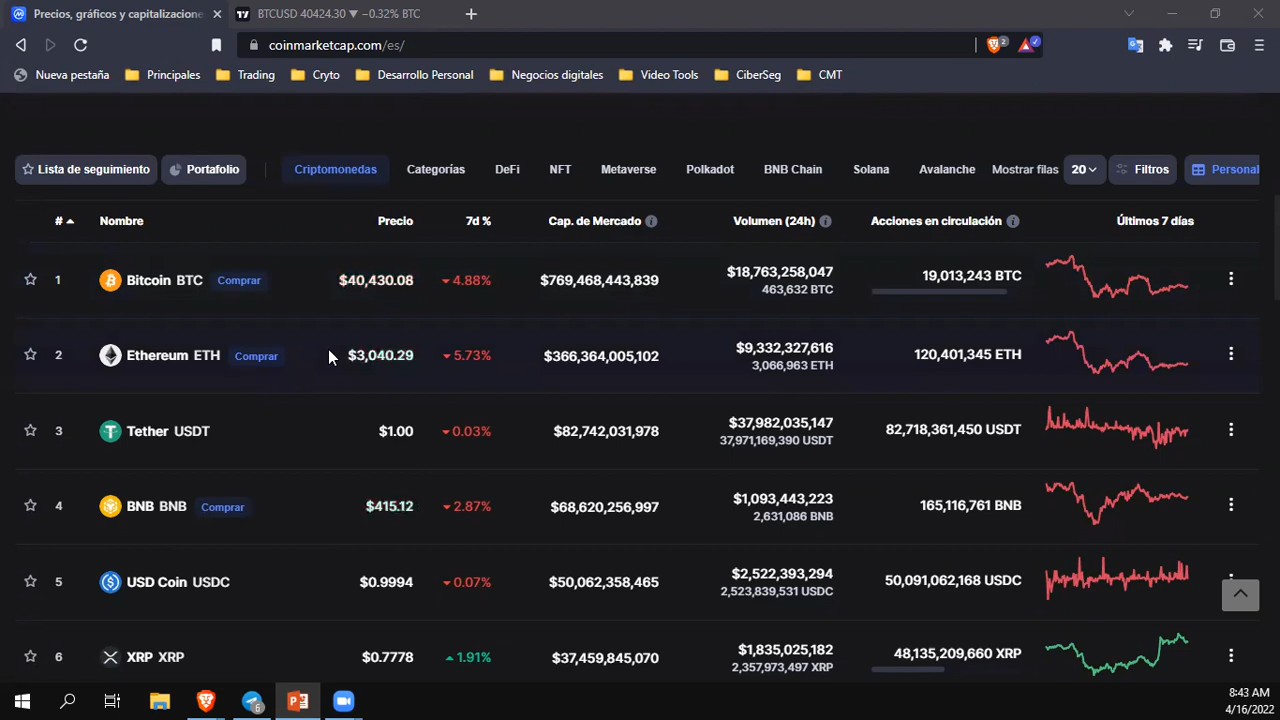 Precios, gráficos y capitalizacione
BTCUSD 40424.30 ▼ −0.32% BTC
coinmarketcap.com/es/
2
Nueva pestaña Principales Trading Cryto Desarrollo Personal Negocios digitales Video Tools CiberSeg CMT
Lista de seguimiento Portafolio Criptomonedas Categorías DeFi NFT Metaverse Polkadot BNB Chain Solana Avalanche Mostrar filas 20 Filtros Personal
# Nombre Precio 7d % Cap. de Mercado Volumen (24h) Acciones en circulación Últimos 7 días
1 Bitcoin BTC Comprar $40,430.08 4.88% $769,468,443,839 $18,763,258,047 19,013,243 BTC
463,632 BTC
2 Ethereum ETH Comprar $3,040.29 5.73% $366,364,005,102 $9,332,327,616 120,401,345 ETH
3,066,963 ETH
3 Tether USDT $1.00 0.03% $82,742,031,978 $37,982,035,147 82,718,361,450 USDT
37,971,169,390 USDT
4 BNB BNB Comprar $415.12 2.87% $68,620,256,997 $1,093,443,223 165,116,761 BNB
2,631,086 BNB
5 USD Coin USDC $0.9994 0.07% $50,062,358,465 $2,522,393,294 50,091,062,168 USDC
2,523,839,531 USDC
6 XRP XRP $0.7778 1.91% $37,459,845,070 $1,835,025,182 48,135,209,660 XRP
2,357,973,497 XRP
6
8:43 AM
4/16/2022